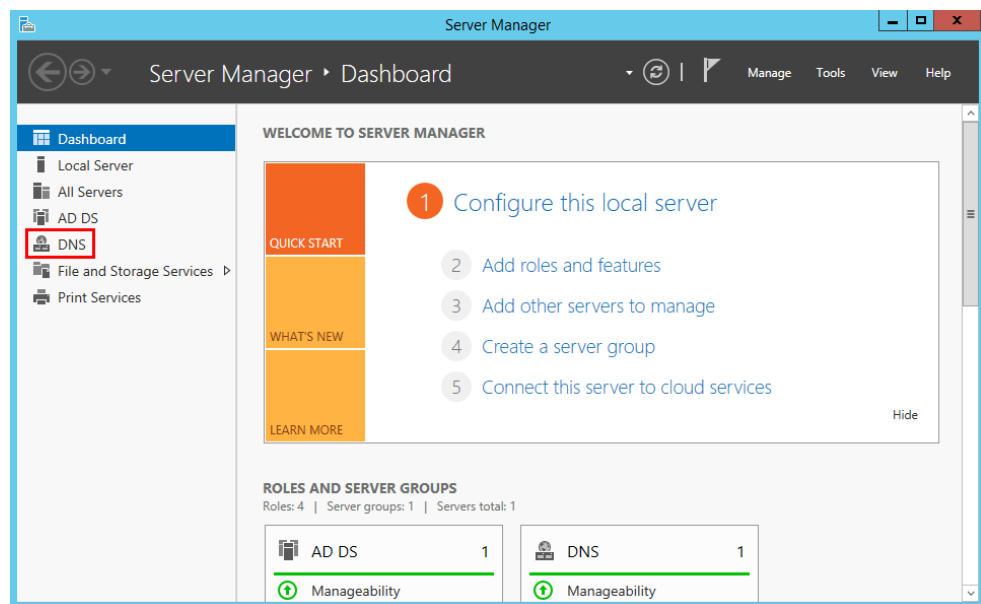 Server Manager
Server Manager ‣ Dashboard
Manage Tools View Help
Dashboard
Local Server
All Servers
AD DS
DNS
File and Storage Services
Print Services
WELCOME TO SERVER MANAGER
QUICK START
WHAT'S NEW
LEARN MORE
1 Configure this local server
2 Add roles and features
3 Add other servers to manage
4 Create a server group
5 Connect this server to cloud services
Hide
ROLES AND SERVER GROUPS
Roles: 4 | Server groups: 1 | Servers total: 1
AD DS 1
Manageability
DNS 1
Manageability